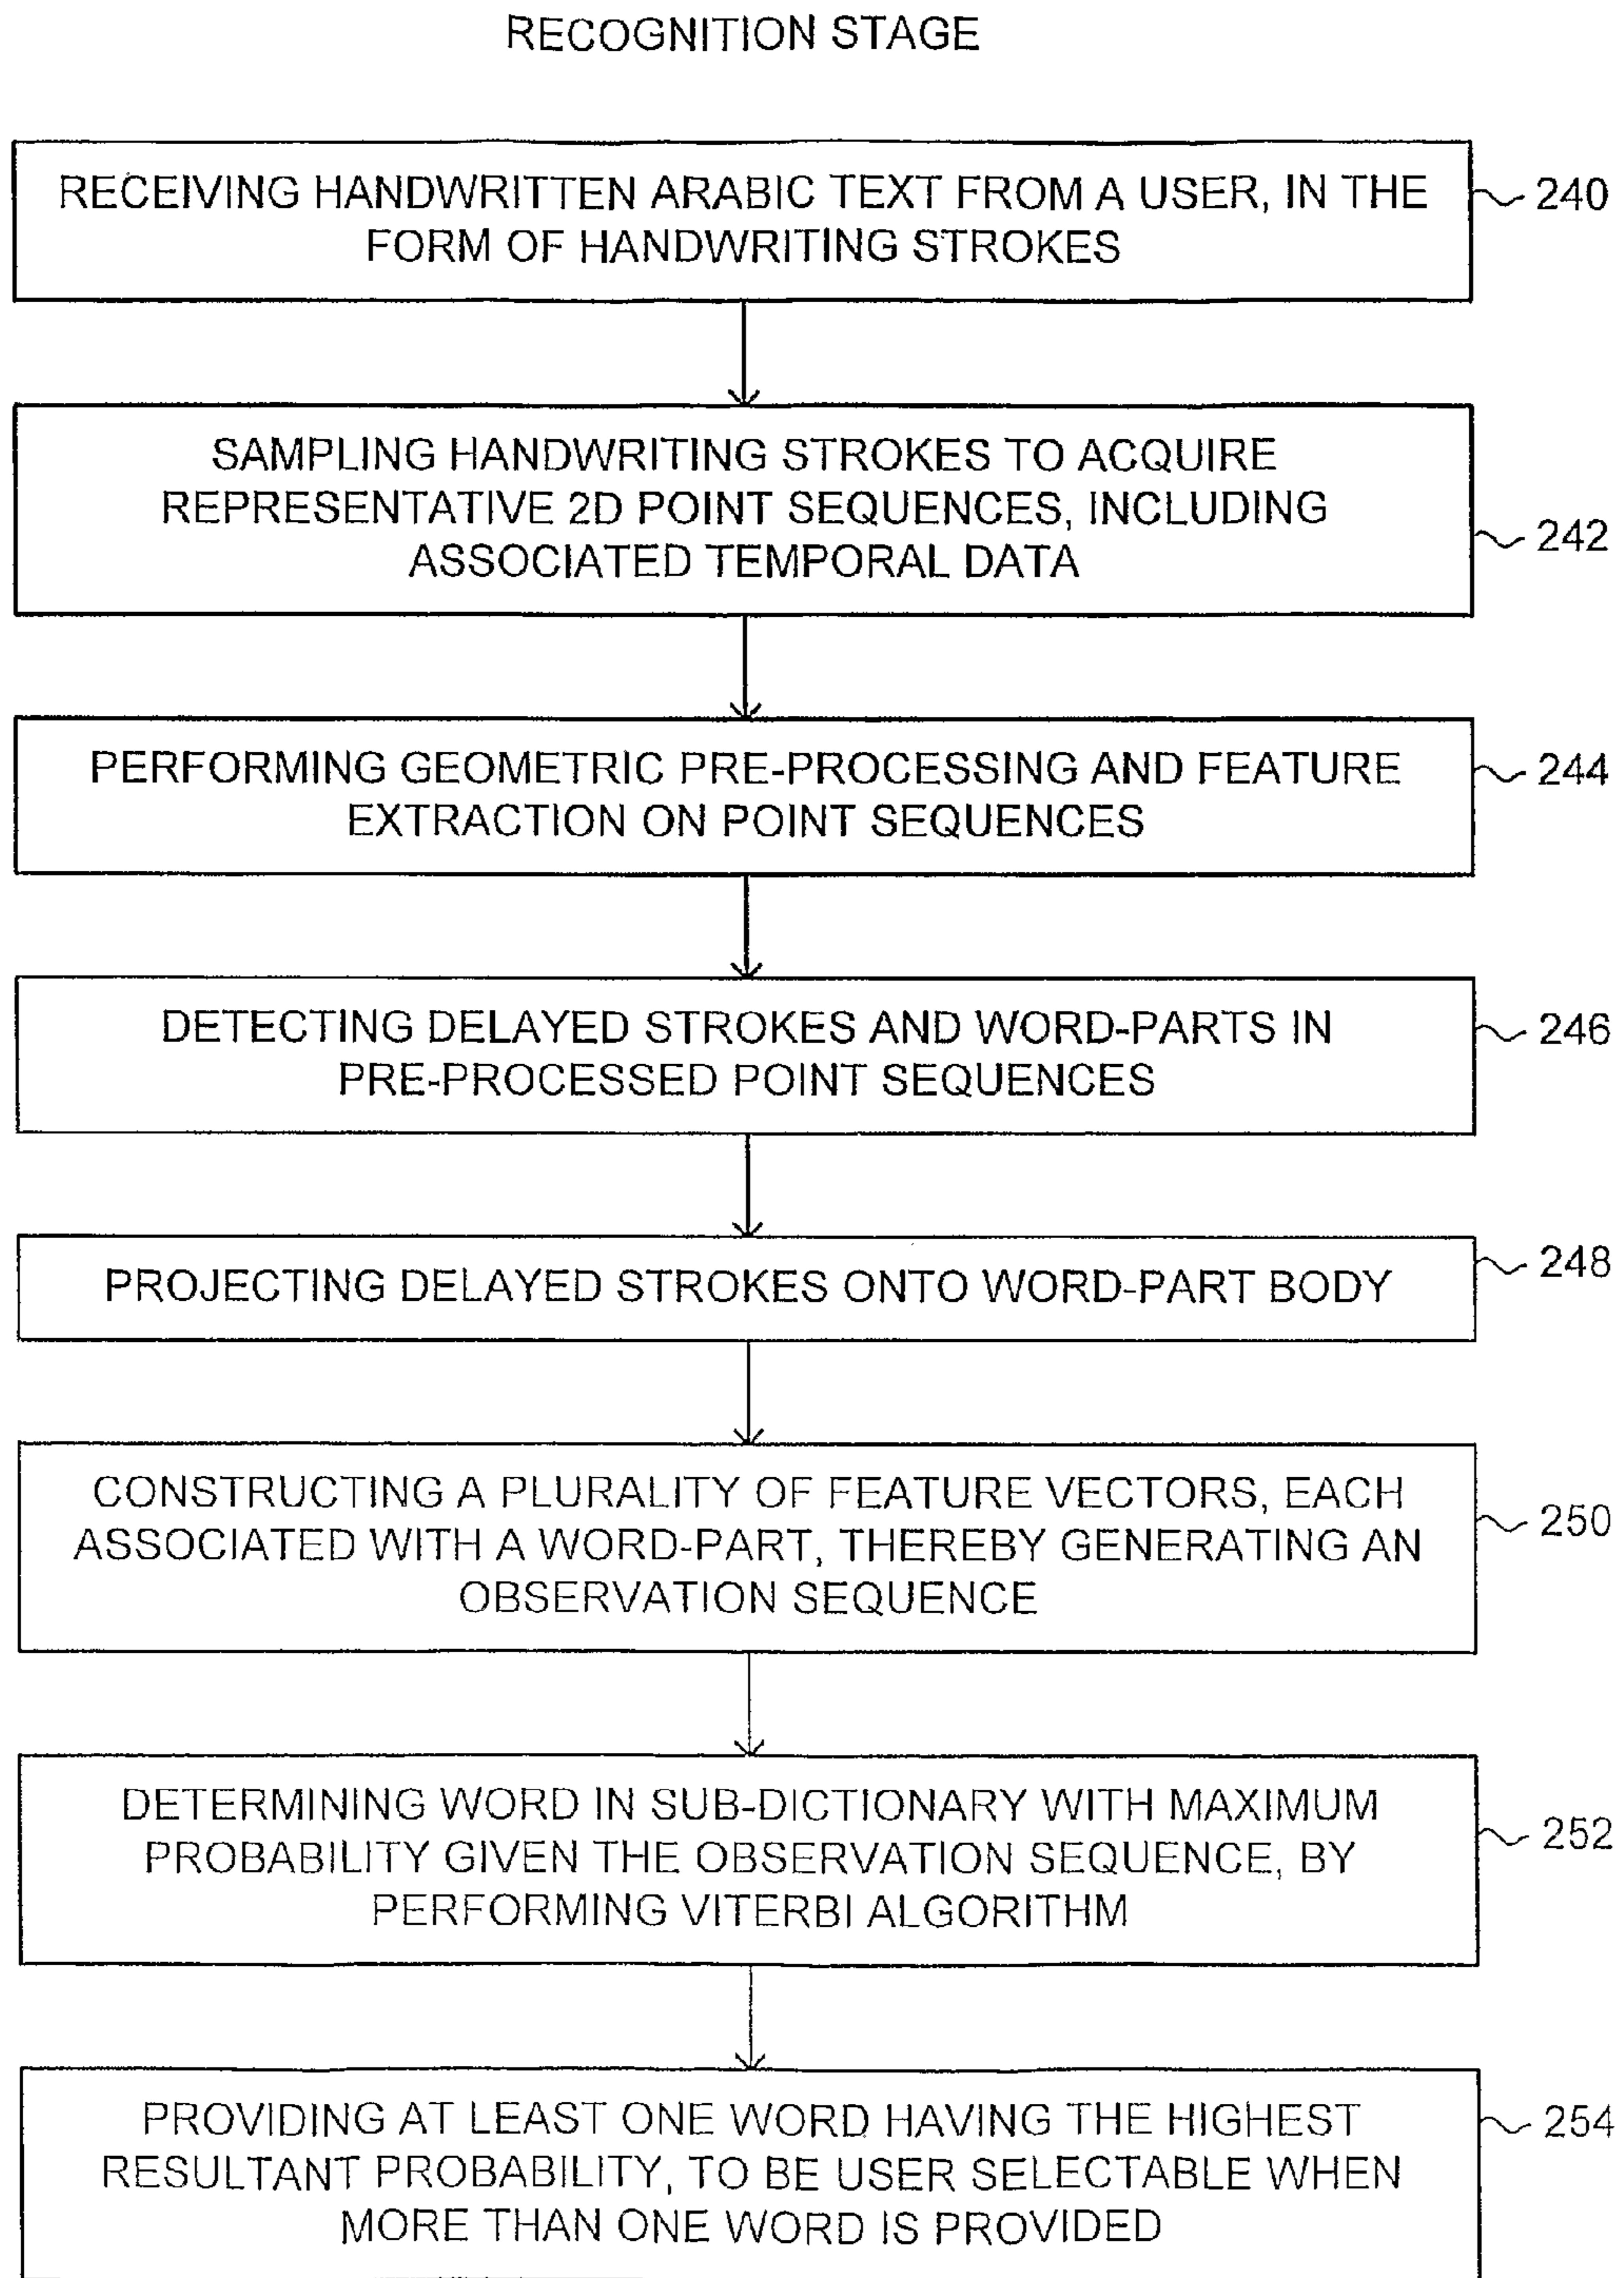 RECOGNITION STAGE
RECEIVING HANDWRITTEN ARABIC TEXT FROM A USER, IN THE
FORM OF HANDWRITING STROKES
240
SAMPLING HANDWRITING STROKES TO ACQUIRE
REPRESENTATIVE 2D POINT SEQUENCES, INCLUDING
ASSOCIATED TEMPORAL DATA
242
PERFORMING GEOMETRIC PRE-PROCESSING AND FEATURE
EXTRACTION ON POINT SEQUENCES
244
DETECTING DELAYED STROKES AND WORD-PARTS IN
PRE-PROCESSED POINT SEQUENCES
246
PROJECTING DELAYED STROKES ONTO WORD-PART BODY
248
CONSTRUCTING A PLURALITY OF FEATURE VECTORS, EACH
ASSOCIATED WITH A WORD-PART, THEREBY GENERATING AN
OBSERVATION SEQUENCE
250
DETERMINING WORD IN SUB-DICTIONARY WITH MAXIMUM
PROBABILITY GIVEN THE OBSERVATION SEQUENCE, BY
PERFORMING VITERBI ALGORITHM
252
PROVIDING AT LEAST ONE WORD HAVING THE HIGHEST
RESULTANT PROBABILITY, TO BE USER SELECTABLE WHEN
MORE THAN ONE WORD IS PROVIDED
254